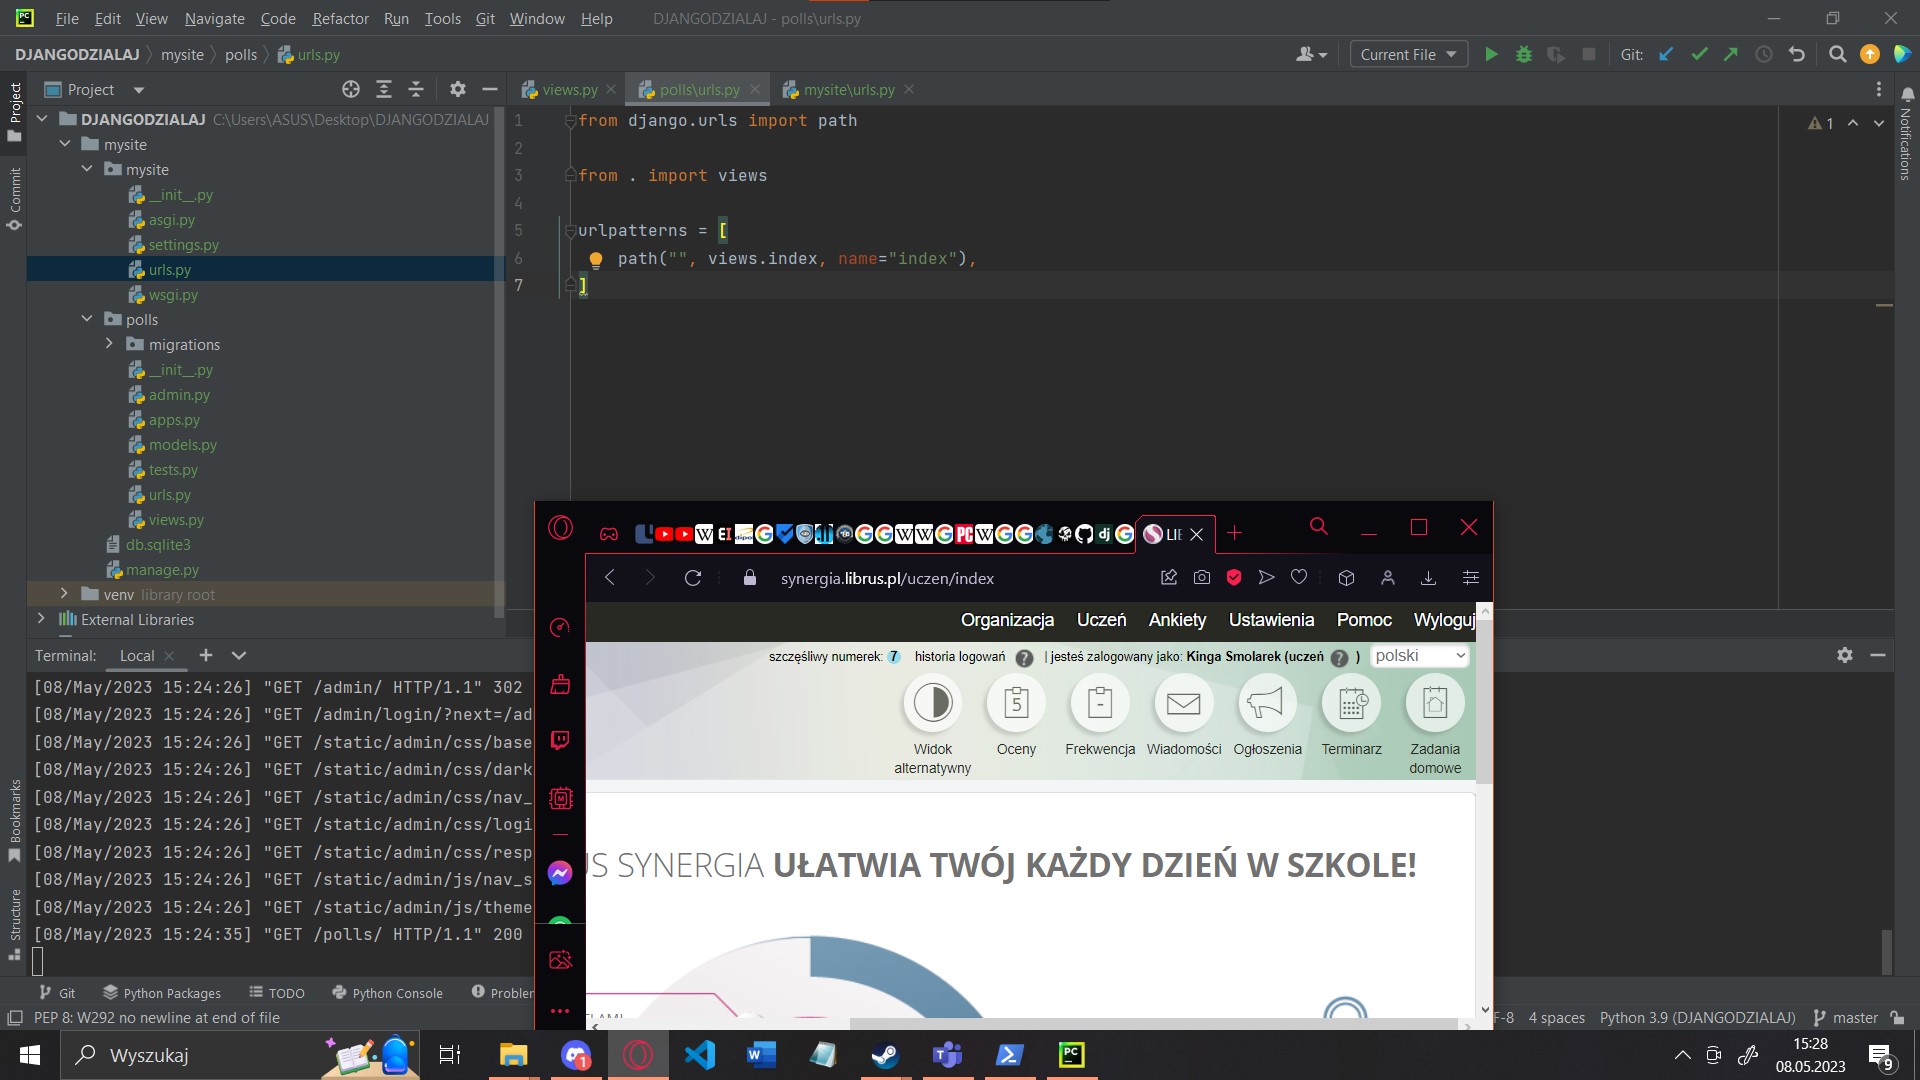 File Edit View Navigate Code Refactor Run Tools Git Window Help DJANGODZIALAJ - polls\urls.py
DJANGODZIALAJ mysite polls urls.py
Current File
Git:
Project
views.py
polls\urls.py
mysite\urls.py
Project
Commit
Bookmarks
Structure
Notifications
DJANGODZIALAJ C:\Users\ASUS\Desktop\DJANGODZIALAJ
mysite
mysite
__init__.py
asgi.py
settings.py
urls.py
wsgi.py
polls
migrations
__init__.py
admin.py
apps.py
models.py
tests.py
urls.py
views.py
db.sqlite3
manage.py
venv library root
External Libraries
1 from django.urls import path
2
3 from . import views
4
5 urlpatterns = [
6 path("", views.index, name="index"),
7 ]
1
Terminal: Local
[08/May/2023 15:24:26] "GET /admin/ HTTP/1.1" 302
[08/May/2023 15:24:26] "GET /admin/login/?next=/ad
[08/May/2023 15:24:26] "GET /static/admin/css/base
[08/May/2023 15:24:26] "GET /static/admin/css/dark
[08/May/2023 15:24:26] "GET /static/admin/css/nav_
[08/May/2023 15:24:26] "GET /static/admin/css/logi
[08/May/2023 15:24:26] "GET /static/admin/css/resp
[08/May/2023 15:24:26] "GET /static/admin/js/nav_s
[08/May/2023 15:24:26] "GET /static/admin/js/theme
[08/May/2023 15:24:35] "GET /polls/ HTTP/1.1" 200
LIE
synergia.librus.pl/uczen/index
Organizacja Uczeń Ankiety Ustawienia Pomoc Wyloguj
szczęśliwy numerek: 7 historia logowań ? | jesteś zalogowany jako: Kinga Smolarek (uczeń ? ) polski
5
Widok alternatywny
Oceny
Frekwencja
Wiadomości
Ogłoszenia
Terminarz
Zadania domowe
US SYNERGIA UŁATWIA TWÓJ KAŻDY DZIEŃ W SZKOLE!
Git Python Packages TODO Python Console Problem
PEP 8: W292 no newline at end of file
F-8 4 spaces Python 3.9 (DJANGODZIALAJ) master
Wyszukaj
1
15:28
08.05.2023
9